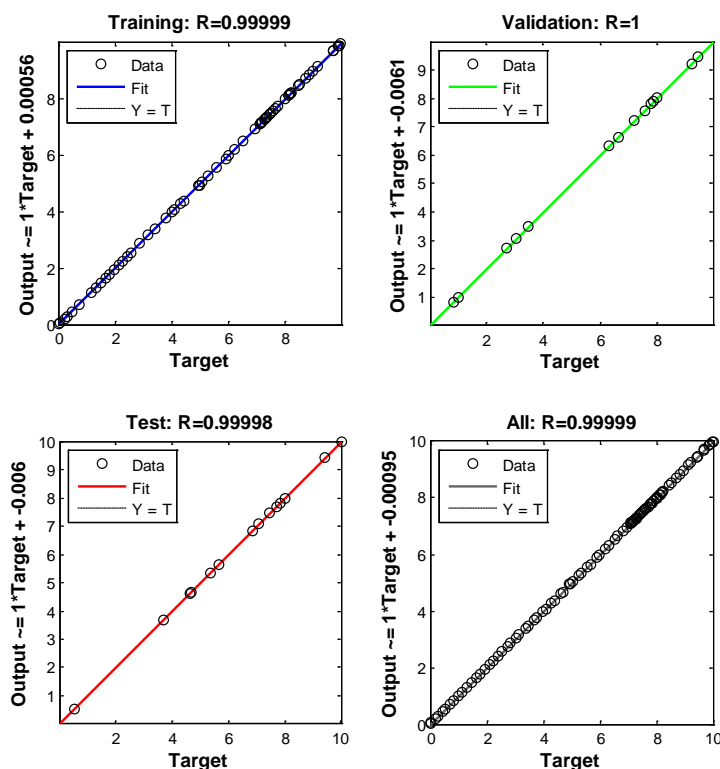 Training: R=0.99999
Output ~= 1*Target + 0.00056
Data
Fit
Y = T
8
6
4
2
0
0
2
4
6
8
Target
Validation: R=1
Output ~= 1*Target + -0.0061
Data
Fit
Y = T
9
8
7
6
5
4
3
2
1
2
4
6
8
Target
Test: R=0.99998
Output ~= 1*Target + -0.006
Data
Fit
Y = T
10
9
8
7
6
5
4
3
2
1
2
4
6
8
10
Target
All: R=0.99999
Output ~= 1*Target + -0.00095
Data
Fit
Y = T
10
8
6
4
2
0
0
2
4
6
8
10
Target